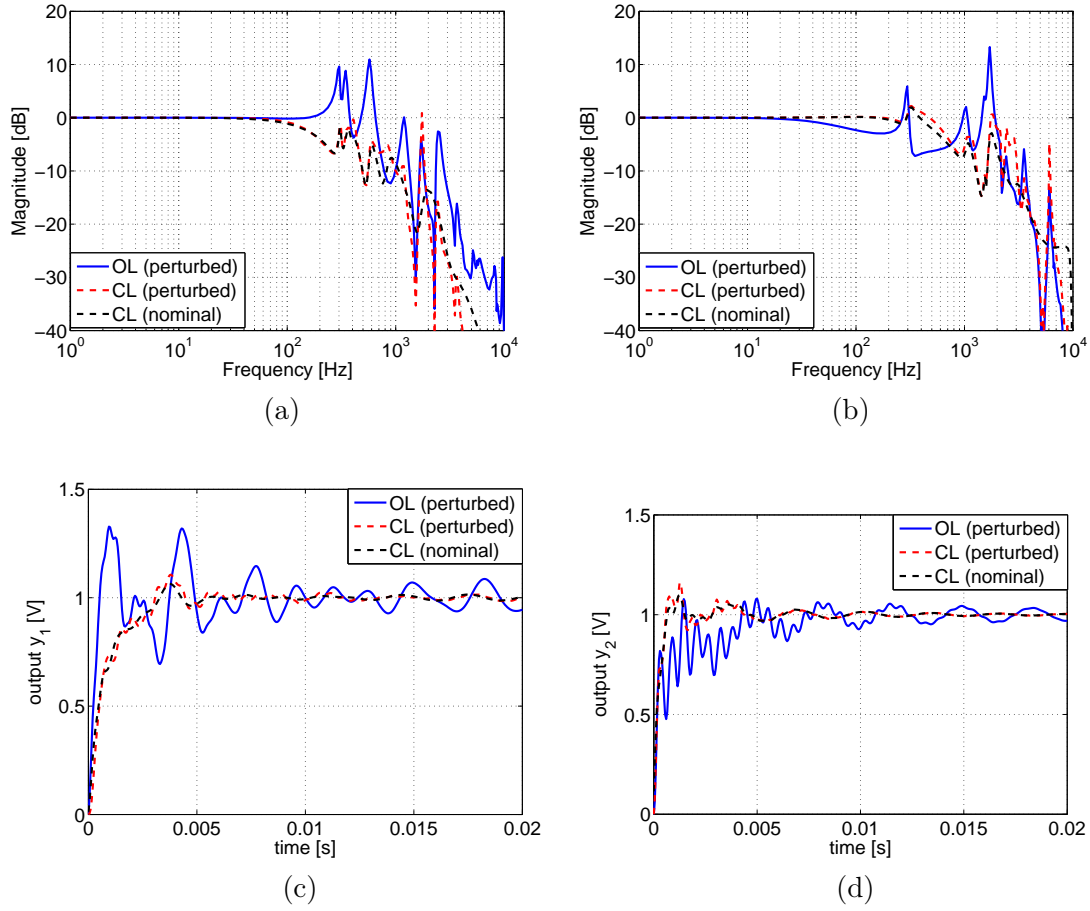 20
10
0
−10
−20
−30
−40
Magnitude [dB]
OL (perturbed)
CL (perturbed)
CL (nominal)
10^0
10^1
10^2
10^3
10^4
Frequency [Hz]
(a)
20
10
0
−10
−20
−30
−40
Magnitude [dB]
OL (perturbed)
CL (perturbed)
CL (nominal)
10^0
10^1
10^2
10^3
10^4
Frequency [Hz]
(b)
1.5
1
0.5
0
output y_1 [V]
OL (perturbed)
CL (perturbed)
CL (nominal)
0
0.005
0.01
0.015
0.02
time [s]
(c)
1.5
1
0.5
0
output y_2 [V]
OL (perturbed)
CL (perturbed)
CL (nominal)
0
0.005
0.01
0.015
0.02
time [s]
(d)